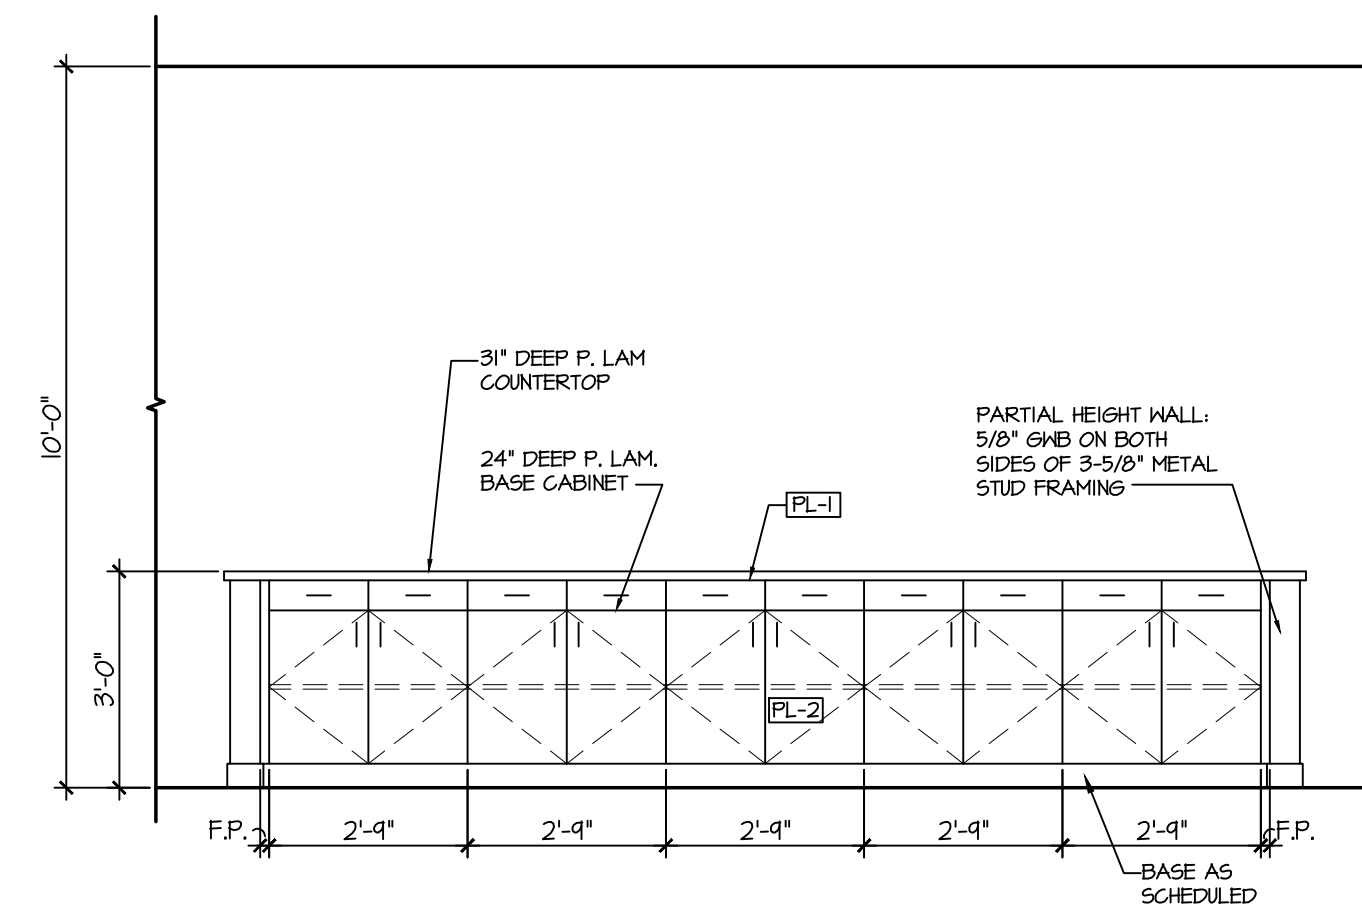 10'-0"
31" DEEP P. LAM
COUNTERTOP
24" DEEP P. LAM.
BASE CABINET
PL-1
PARTIAL HEIGHT WALL:
5/8" GWB ON BOTH
SIDES OF 3-5/8" METAL
STUD FRAMING
3'-0"
PL-2
F.P. 2'-9" 2'-9" 2'-9" 2'-9" 2'-9" F.P.
BASE AS
SCHEDULED